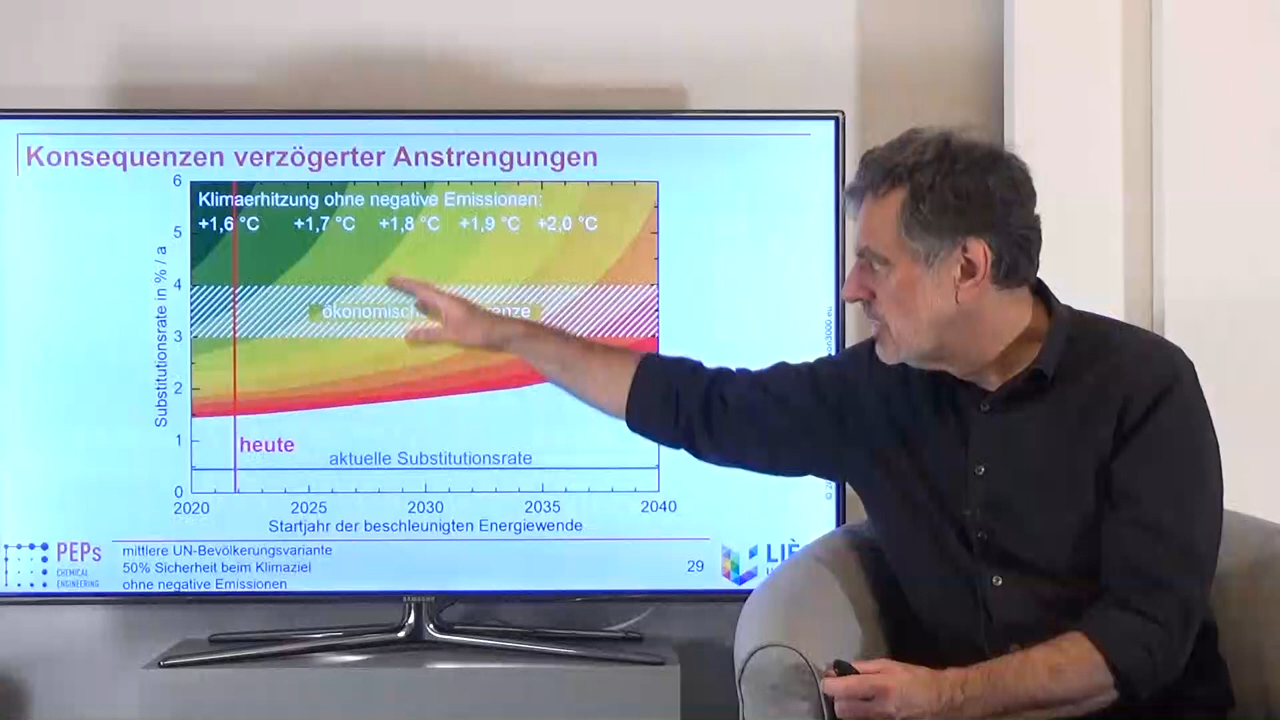 Konsequenzen verzögerter Anstrengungen
6
Klimaerhitzung ohne negative Emissionen:
+1,6 °C +1,7 °C +1,8 °C +1,9 °C +2,0 °C
5
4
ökonomisch
3
2
1
0
Substitutionsrate in % / a
heute
aktuelle Substitutionsrate
2020 2025 2030 2035 2040
Startjahr der beschleunigten Energiewende
PEPs
CHEMICAL
ENGINEERING
mittlere UN-Bevölkerungsvariante
50% Sicherheit beim Klimaziel
ohne negative Emissionen
29
SAMSUNG